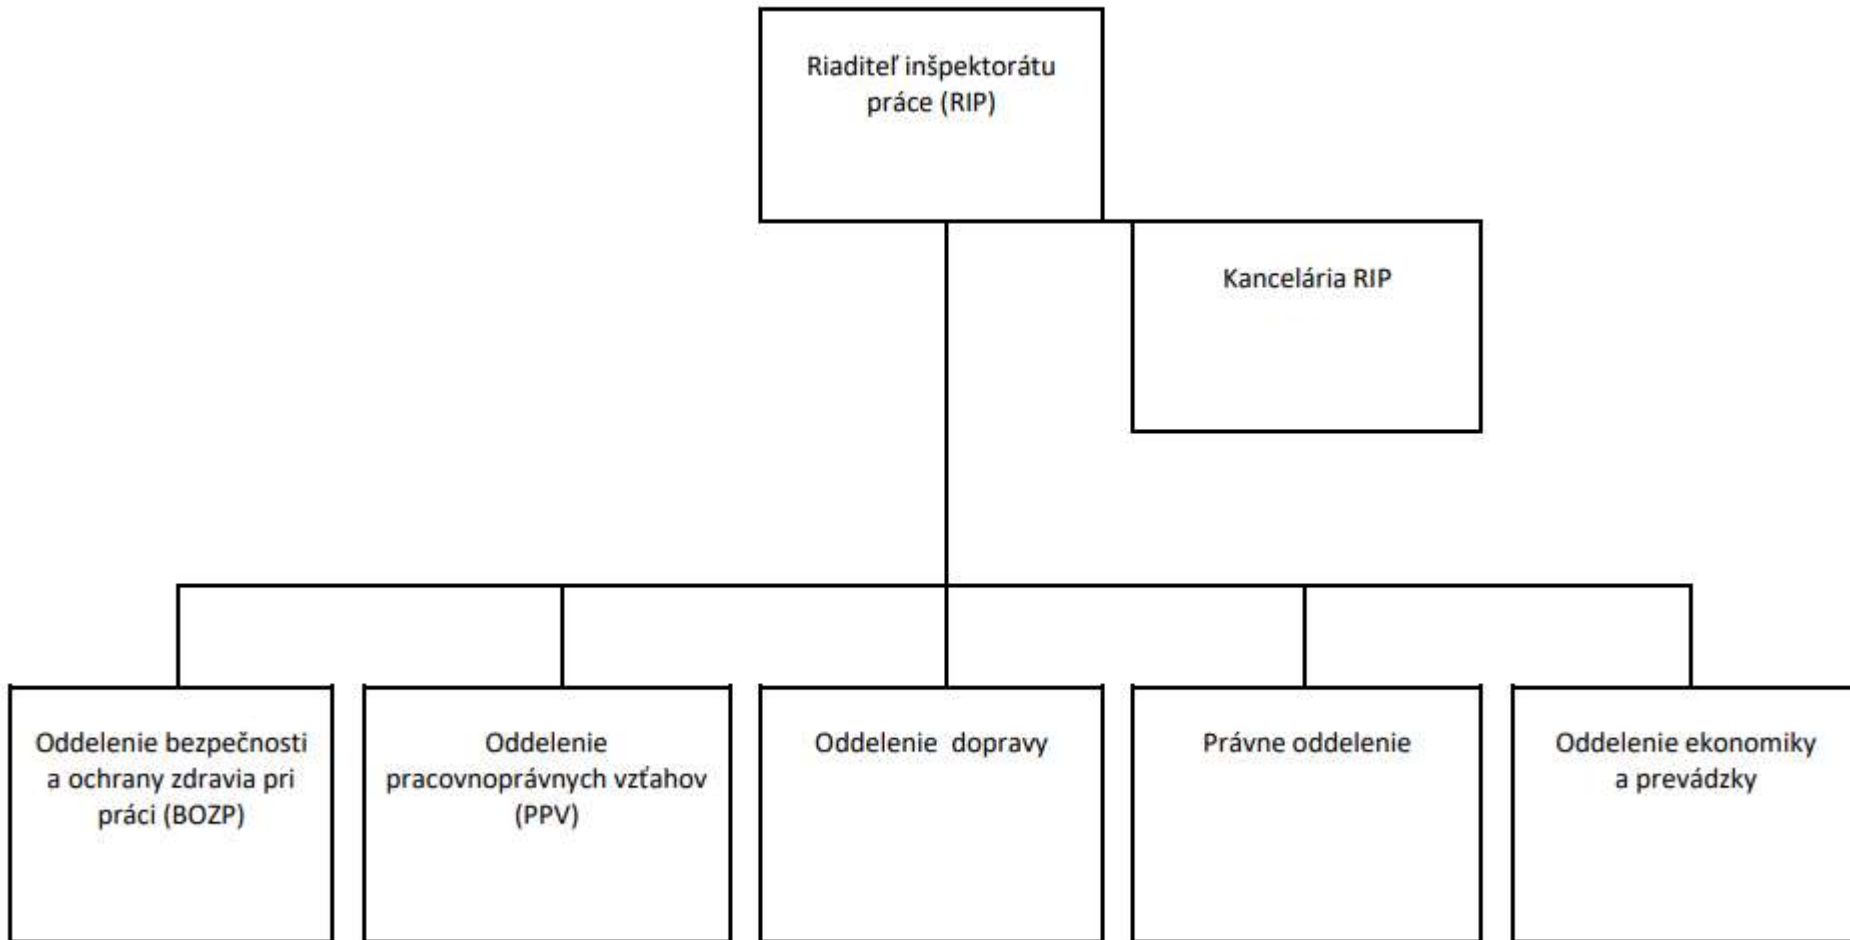 Riaditeľ inšpektorátu
práce (RIP)
Kancelária RIP
Oddelenie bezpečnosti
a ochrany zdravia pri
práci (BOZP)
Oddelenie
pracovnoprávnych vzťahov
(PPV)
Oddelenie dopravy
Právne oddelenie
Oddelenie ekonomiky
a prevádzky